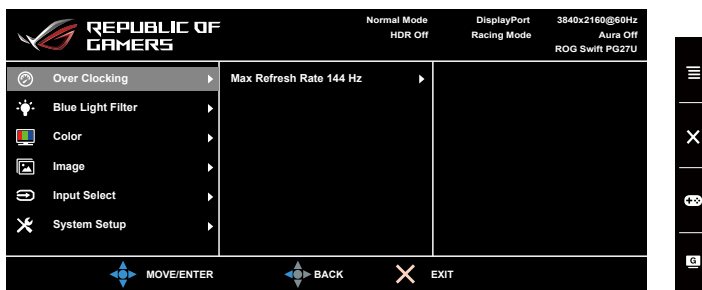 REPUBLIC OF
GAMERS
Normal Mode
HDR Off
DisplayPort
Racing Mode
3840x2160@60Hz
Aura Off
ROG Swift PG27U
Over Clocking
Max Refresh Rate 144 Hz
Blue Light Filter
Color
Image
Input Select
System Setup
MOVE/ENTER
BACK
EXIT
G